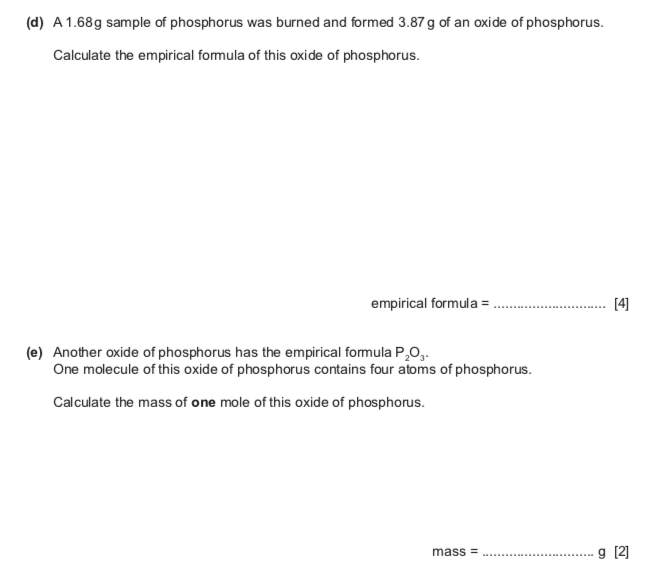 (d) A 1.68 g sample of phosphorus was burned and formed 3.87 g of an oxide of phosphorus.
Calculate the empirical formula of this oxide of phosphorus.
empirical formula = ............................ [4]
(e) Another oxide of phosphorus has the empirical formula P₂O₃.
One molecule of this oxide of phosphorus contains four atoms of phosphorus.
Calculate the mass of one mole of this oxide of phosphorus.
mass = ............................ g [2]